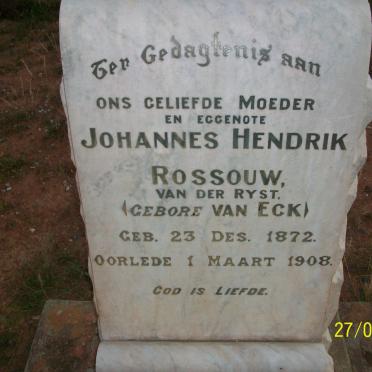 Ter Gedagtenis aan
ONS GELIEFDE MOEDER
EN EGGENOTE
JOHANNES HENDRIK
ROSSOUW,
VAN DER RYST,
(GEBORE VAN ECK)
GEB. 23 DES. 1872.
OORLEDE 1 MAART 1908.
GOD IS LIEFDE.
27/0